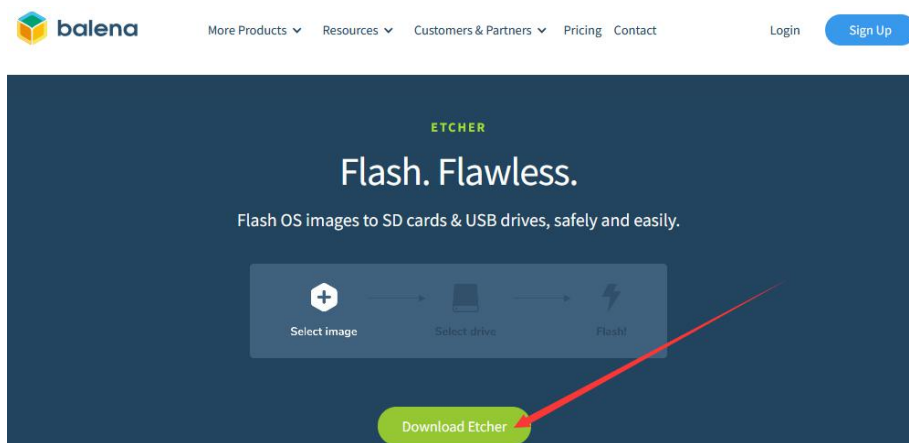 balena
More Products Resources Customers & Partners Pricing Contact Login Sign Up
ETCHER
Flash. Flawless.
Flash OS images to SD cards & USB drives, safely and easily.
Select image Select drive Flash!
Download Etcher